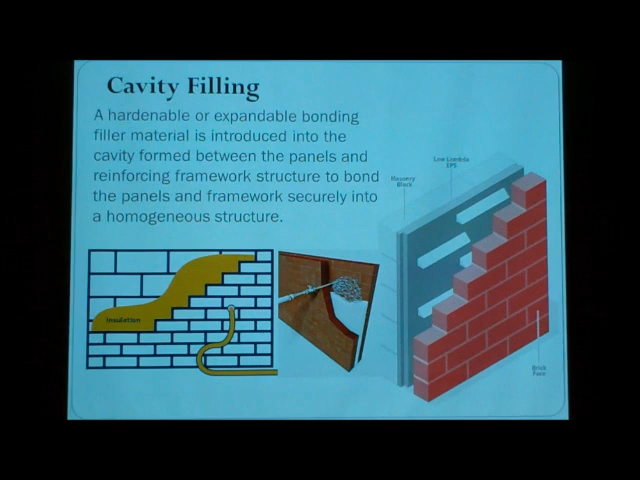 Cavity Filling
A hardenable or expandable bonding
filler material is introduced into the
cavity formed between the panels and
reinforcing framework structure to bond
the panels and framework securely into
a homogeneous structure.
Low Lambda
EPS
Masonry
Block
Insulation
Brick
Face